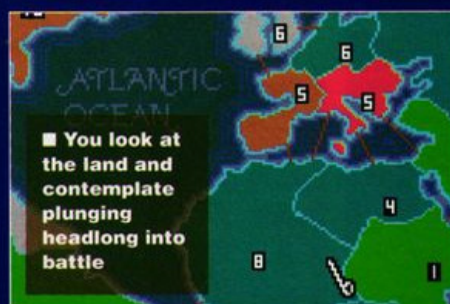 6
6
ATLANTIC
OCEAN
5
5
■ You look at
the land and
contemplate
plunging
headlong into
battle
4
8
1